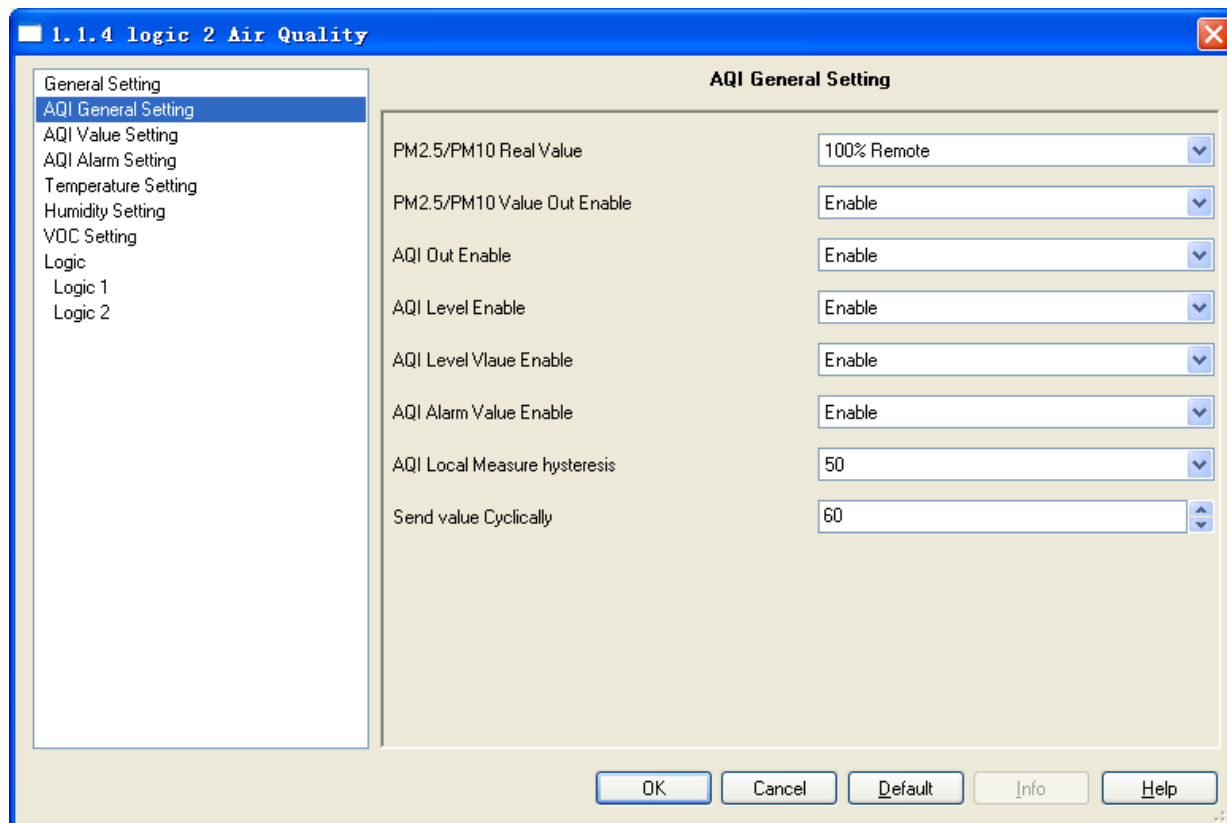 1.1.4 logic 2 Air Quality
General Setting
AQI General Setting
AQI Value Setting
AQI Alarm Setting
Temperature Setting
Humidity Setting
VOC Setting
Logic
Logic 1
Logic 2
AQI General Setting
PM2.5/PM10 Real Value 100% Remote
PM2.5/PM10 Value Out Enable Enable
AQI Out Enable Enable
AQI Level Enable Enable
AQI Level Vlaue Enable Enable
AQI Alarm Value Enable Enable
AQI Local Measure hysteresis 50
Send value Cyclically 60
OK Cancel Default Info Help